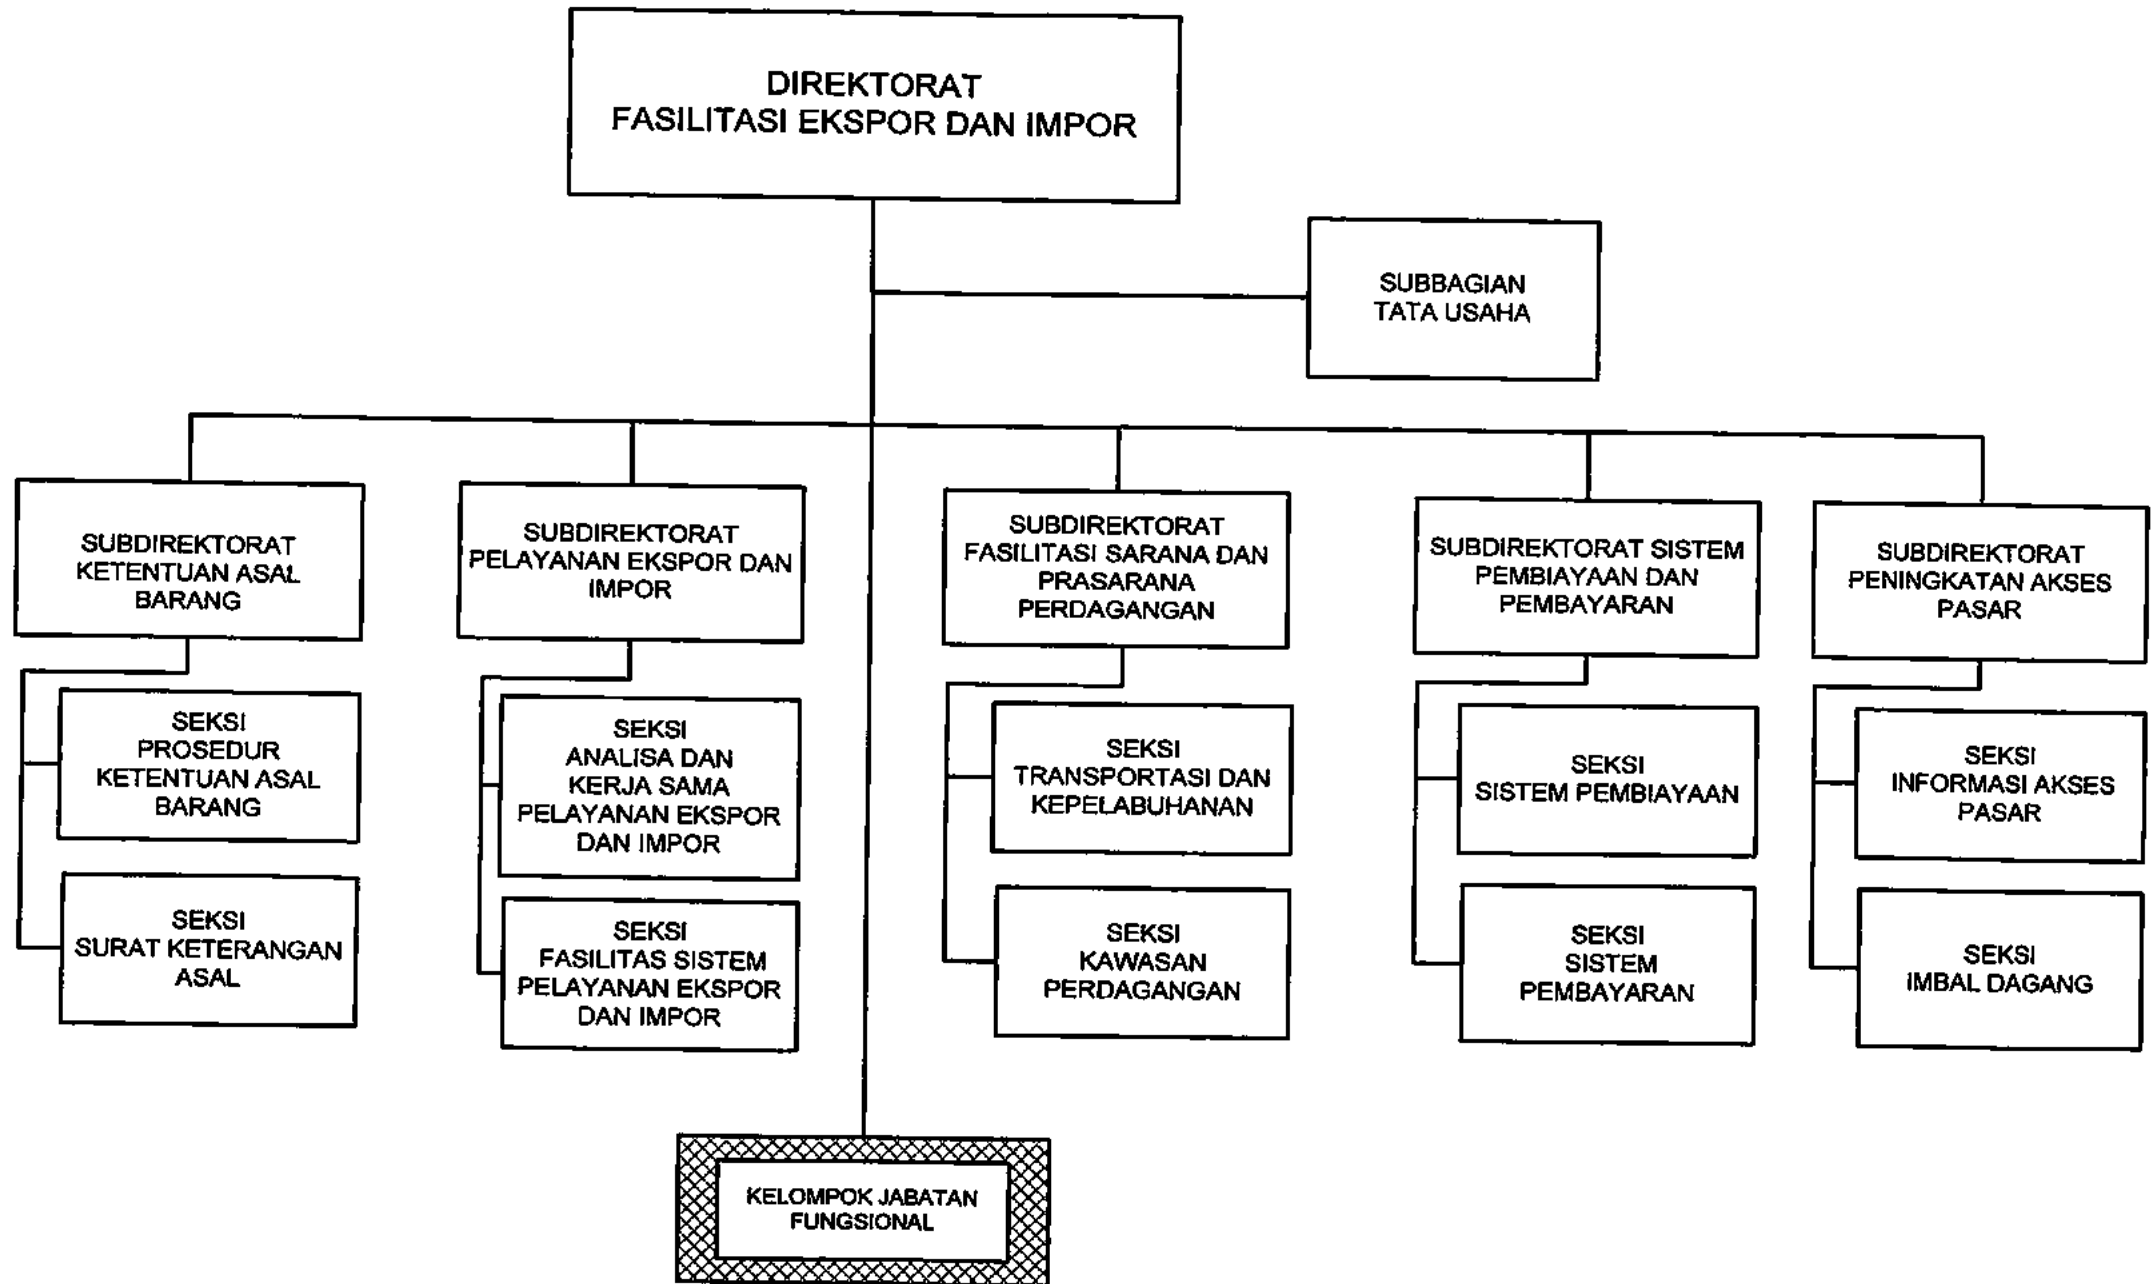 DIREKTORAT
FASILITASI EKSPOR DAN IMPOR
SUBBAGIAN
TATA USAHA
SUBDIREKTORAT
KETENTUAN ASAL
BARANG
SUBDIREKTORAT
PELAYANAN EKSPOR DAN
IMPOR
SUBDIREKTORAT
FASILITASI SARANA DAN
PRASARANA
PERDAGANGAN
SUBDIREKTORAT SISTEM
PEMBIAYAAN DAN
PEMBAYARAN
SUBDIREKTORAT
PENINGKATAN AKSES
PASAR
SEKSI
PROSEDUR
KETENTUAN ASAL
BARANG
SEKSI
ANALISA DAN
KERJA SAMA
PELAYANAN EKSPOR
DAN IMPOR
SEKSI
TRANSPORTASI DAN
KEPELABUHANAN
SEKSI
SISTEM PEMBIAYAAN
SEKSI
INFORMASI AKSES
PASAR
SEKSI
SURAT KETERANGAN
ASAL
SEKSI
FASILITAS SISTEM
PELAYANAN EKSPOR
DAN IMPOR
SEKSI
KAWASAN
PERDAGANGAN
SEKSI
SISTEM
PEMBAYARAN
SEKSI
IMBAL DAGANG
KELOMPOK JABATAN
FUNGSIONAL